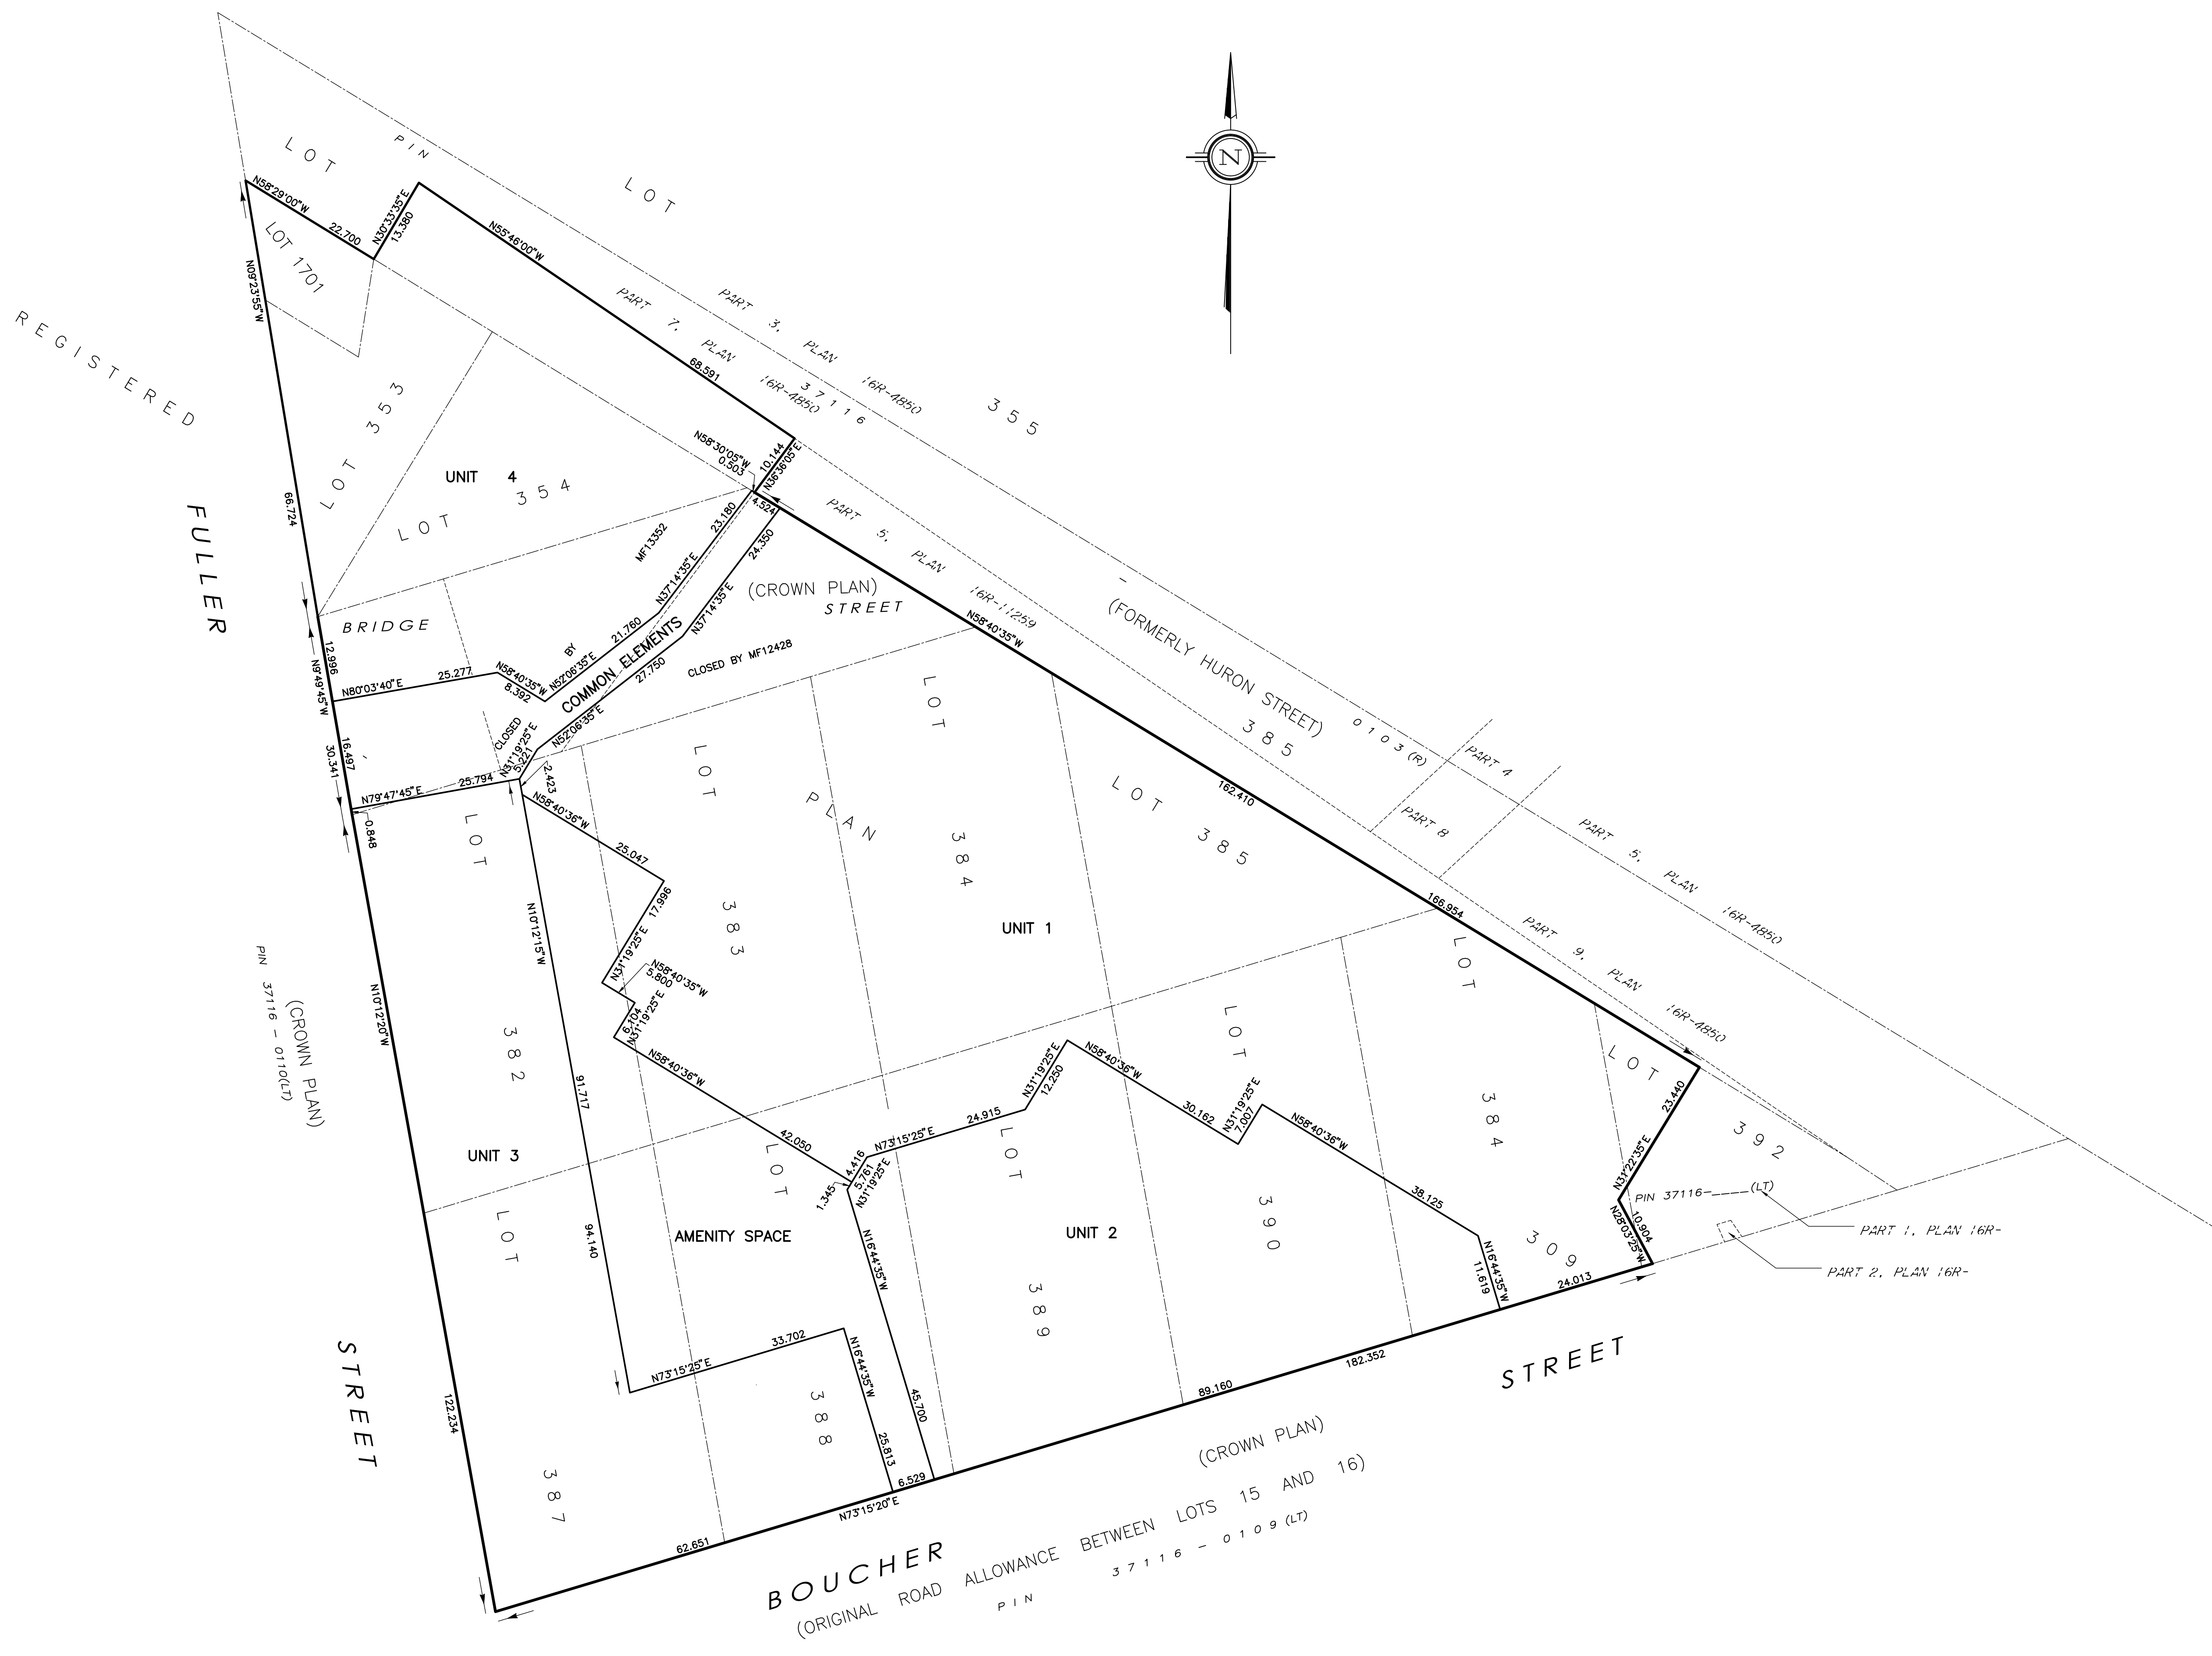 N
LOT
PIN
LOT
N58°29'00"W
22.700
N30°33'35"E
13.380
LOT 1701
N09°23'55"W
N55°46'00"W
68.591
PART 7, PLAN 16R-4850
PART 3, PLAN 16R-4850
37116
355
REGISTERED
LOT 353
UNIT 4
LOT 354
66.724
FULLER
N58°30'05"W
0.503
10.144
N36°36'05"E
4.524
23.180
MF13352
N37°14'35"E
24.350
N37°14'35"E
PART 5, PLAN 16R-11259
(CROWN PLAN)
STREET
N58°40'35"W
–
(FORMERLY HURON STREET)
385
0103(R)
PART 4
PART 8
PART 5, PLAN 16R-4850
PART 9, PLAN 16R-4850
BRIDGE
BY
21.760
N52°06'35"E
COMMON ELEMENTS
27.750
N52°06'35"E
CLOSED BY MF12428
12.996
N9°49'45"W
N80°03'40"E
25.277
N58°40'35"W
8.392
CLOSED
N31°19'25"E
5.221
16.497
30.341
N79°47'45"E
25.794
2.423
0.848
N58°40'36"W
25.047
17.996
N31°19'25"E
N58°40'35"W
5.800
6.104
N31°19'25"E
N58°40'36"W
42.050
LOT
383
PLAN
LOT
384
LOT 385
162.410
166.954
UNIT 1
LOT
382
N10°12'15"W
91.717
94.140
N10°12'20"W
PIN 37116 - 0110(LT)
(CROWN PLAN)
UNIT 3
LOT
387
122.234
STREET
LOT
388
AMENITY SPACE
33.702
N73°15'25"E
N16°44'35"W
25.813
1.345
4.416
5.761
N31°19'25"E
N73°15'25"E
24.915
N31°19'25"E
12.250
N58°40'36"W
30.162
N31°19'25"E
7.007
N58°40'36"W
38.125
N16°44'35"W
11.619
N16°44'35"W
45.700
UNIT 2
LOT
389
LOT
390
LOT
384
309
LOT 392
23.440
N31°22'35"E
N28°03'25"W
10.904
PIN 37116-_____(LT)
PART 1, PLAN 16R-
PART 2, PLAN 16R-
24.013
182.352
89.160
6.529
N73°15'20"E
62.651
BOUCHER STREET
(CROWN PLAN)
(ORIGINAL ROAD ALLOWANCE BETWEEN LOTS 15 AND 16)
PIN 37116 - 0109(LT)